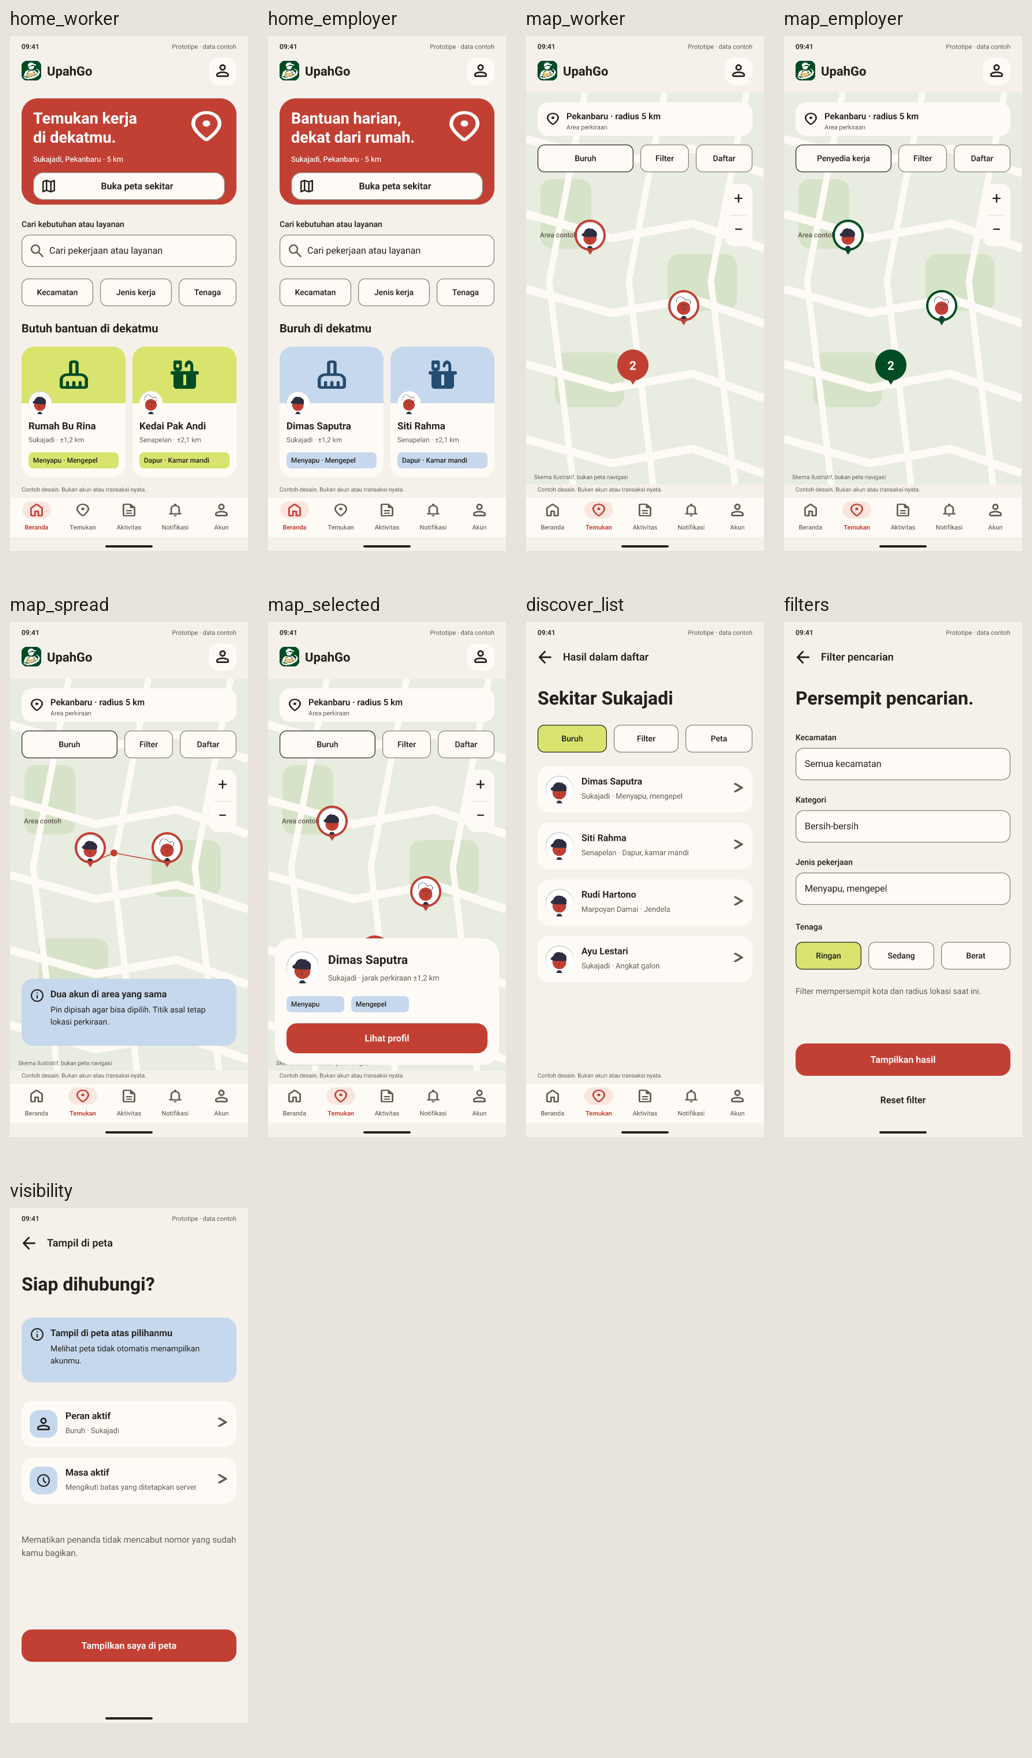 home_worker
09:41
Prototipe · data contoh
UpahGo
Temukan kerja
di dekatmu.
Sukajadi, Pekanbaru · 5 km
Buka peta sekitar
Cari kebutuhan atau layanan
Cari pekerjaan atau layanan
Kecamatan
Jenis kerja
Tenaga
Butuh bantuan di dekatmu
Rumah Bu Rina
Sukajadi · ±1,2 km
Menyapu · Mengepel
Kedai Pak Andi
Senapelan · ±2,1 km
Dapur · Kamar mandi
Contoh desain. Bukan akun atau transaksi nyata.
Beranda
Temukan
Aktivitas
Notifikasi
Akun
home_employer
09:41
Prototipe · data contoh
UpahGo
Bantuan harian,
dekat dari rumah.
Sukajadi, Pekanbaru · 5 km
Buka peta sekitar
Cari kebutuhan atau layanan
Cari pekerjaan atau layanan
Kecamatan
Jenis kerja
Tenaga
Buruh di dekatmu
Dimas Saputra
Sukajadi · ±1,2 km
Menyapu · Mengepel
Siti Rahma
Senapelan · ±2,1 km
Dapur · Kamar mandi
Contoh desain. Bukan akun atau transaksi nyata.
Beranda
Temukan
Aktivitas
Notifikasi
Akun
map_worker
09:41
Prototipe · data contoh
UpahGo
Pekanbaru · radius 5 km
Area perkiraan
Buruh
Filter
Daftar
+
−
Area contoh
2
Skema ilustratif, bukan peta navigasi
Contoh desain. Bukan akun atau transaksi nyata.
Beranda
Temukan
Aktivitas
Notifikasi
Akun
map_employer
09:41
Prototipe · data contoh
UpahGo
Pekanbaru · radius 5 km
Area perkiraan
Penyedia kerja
Filter
Daftar
+
−
Area contoh
2
Skema ilustratif, bukan peta navigasi
Contoh desain. Bukan akun atau transaksi nyata.
Beranda
Temukan
Aktivitas
Notifikasi
Akun
map_spread
09:41
Prototipe · data contoh
UpahGo
Pekanbaru · radius 5 km
Area perkiraan
Buruh
Filter
Daftar
+
−
Area contoh
Dua akun di area yang sama
Pin dipisah agar bisa dipilih. Titik asal tetap
lokasi perkiraan.
Skema ilustratif, bukan peta navigasi
Contoh desain. Bukan akun atau transaksi nyata.
Beranda
Temukan
Aktivitas
Notifikasi
Akun
map_selected
09:41
Prototipe · data contoh
UpahGo
Pekanbaru · radius 5 km
Area perkiraan
Buruh
Filter
Daftar
+
−
Area contoh
Dimas Saputra
Sukajadi · jarak perkiraan ±1,2 km
Menyapu
Mengepel
Lihat profil
Contoh desain. Bukan akun atau transaksi nyata.
Beranda
Temukan
Aktivitas
Notifikasi
Akun
discover_list
09:41
Prototipe · data contoh
Hasil dalam daftar
Sekitar Sukajadi
Buruh
Filter
Peta
Dimas Saputra
Sukajadi · Menyapu, mengepel
Siti Rahma
Senapelan · Dapur, kamar mandi
Rudi Hartono
Marpoyan Damai · Jendela
Ayu Lestari
Sukajadi · Angkat galon
Contoh desain. Bukan akun atau transaksi nyata.
Beranda
Temukan
Aktivitas
Notifikasi
Akun
filters
09:41
Prototipe · data contoh
Filter pencarian
Persempit pencarian.
Kecamatan
Semua kecamatan
Kategori
Bersih-bersih
Jenis pekerjaan
Menyapu, mengepel
Tenaga
Ringan
Sedang
Berat
Filter mempersempit kota dan radius lokasi saat ini.
Tampilkan hasil
Reset filter
visibility
09:41
Prototipe · data contoh
Tampil di peta
Siap dihubungi?
Tampil di peta atas pilihanmu
Melihat peta tidak otomatis menampilkan
akunmu.
Peran aktif
Buruh · Sukajadi
Masa aktif
Mengikuti batas yang ditetapkan server
Mematikan penanda tidak mencabut nomor yang sudah
kamu bagikan.
Tampilkan saya di peta